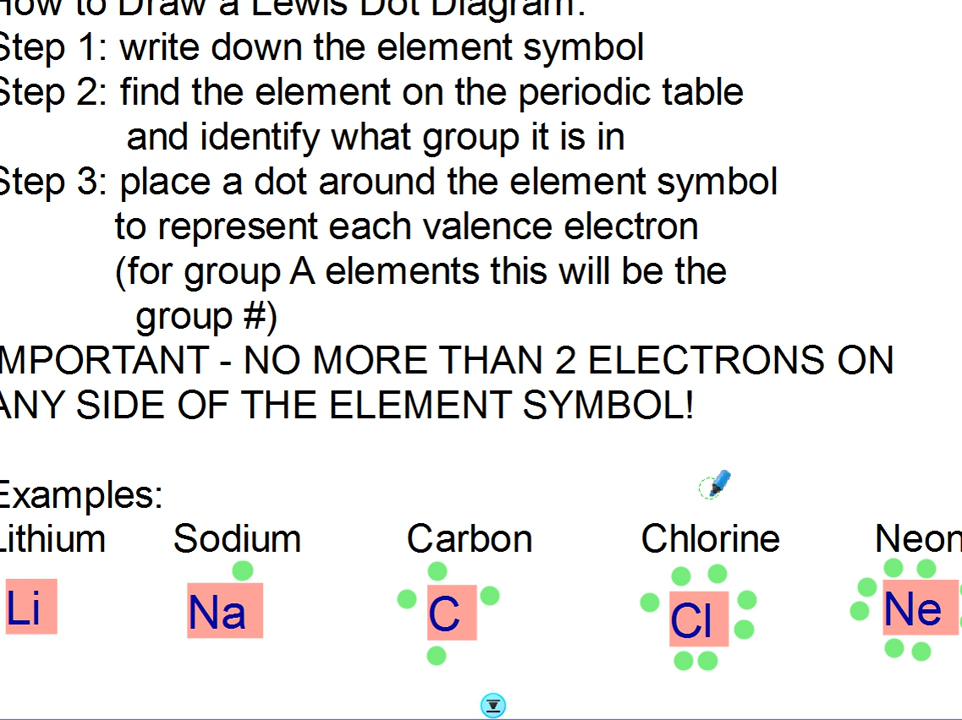 How to Draw a Lewis Dot Diagram:
Step 1: write down the element symbol
Step 2: find the element on the periodic table
and identify what group it is in
Step 3: place a dot around the element symbol
to represent each valence electron
(for group A elements this will be the
group #)
IMPORTANT - NO MORE THAN 2 ELECTRONS ON
ANY SIDE OF THE ELEMENT SYMBOL!
Examples:
Lithium Sodium Carbon Chlorine Neon
Li Na C Cl Ne